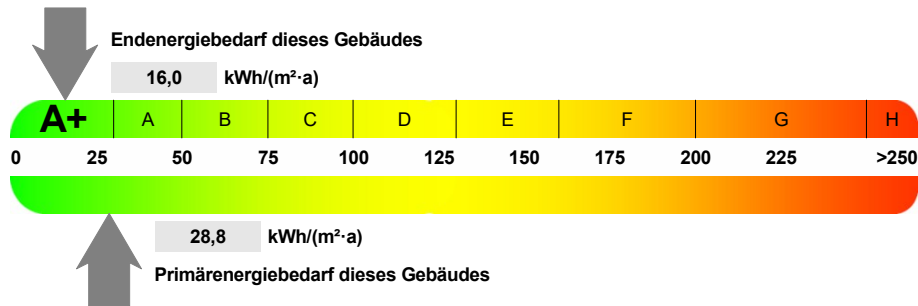 Endenergiebedarf dieses Gebäudes
16,0 kWh/(m²·a)
A+ A B C D E F G H
0 25 50 75 100 125 150 175 200 225 >250
28,8 kWh/(m²·a)
Primärenergiebedarf dieses Gebäudes